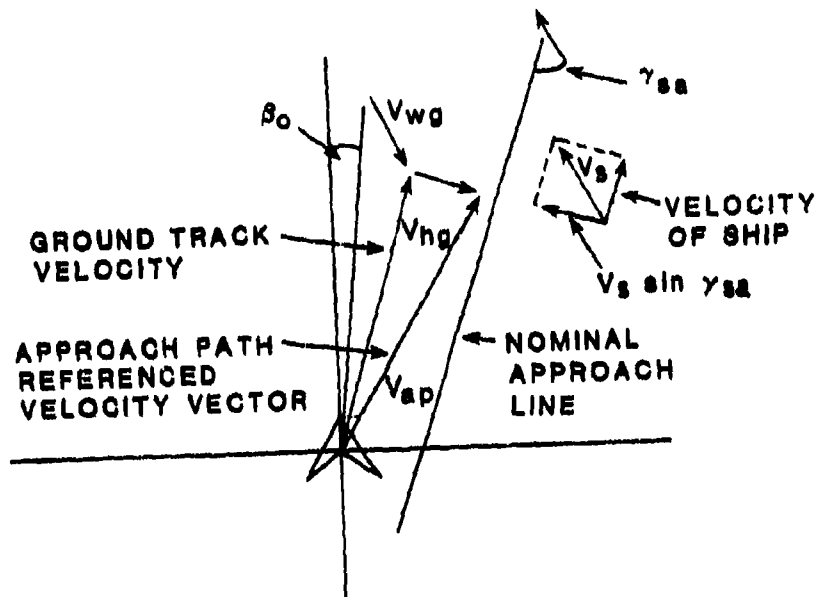 γsa
β₀
Vwg
Vs
VELOCITY
OF SHIP
GROUND TRACK
VELOCITY
Vhg
Vs sin γsa
APPROACH PATH
REFERENCED
VELOCITY VECTOR
Vap
NOMINAL
APPROACH
LINE